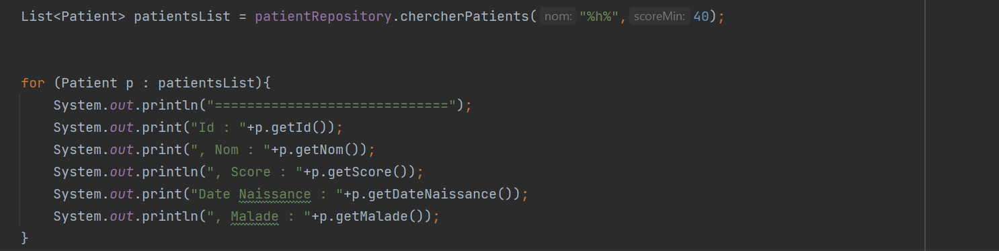 List<Patient> patientsList = patientRepository.chercherPatients( nom: "%h%", scoreMin: 40);
for (Patient p : patientsList){
System.out.println("=============================");
System.out.print("Id : "+p.getId());
System.out.print(", Nom : "+p.getNom());
System.out.println(", Score : "+p.getScore());
System.out.print("Date Naissance : "+p.getDateNaissance());
System.out.println(", Malade : "+p.getMalade());
}